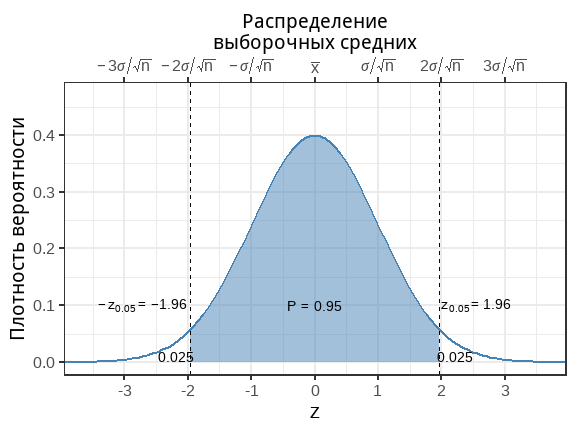 Распределение
выборочных средних
−3σ/√n −2σ/√n −σ/√n x̅ σ/√n 2σ/√n 3σ/√n
Плотность вероятности
0.4
0.3
0.2
0.1
0.0
−z₀.₀₅ = −1.96
P = 0.95
z₀.₀₅ = 1.96
0.025
0.025
-3 -2 -1 0 1 2 3
Z